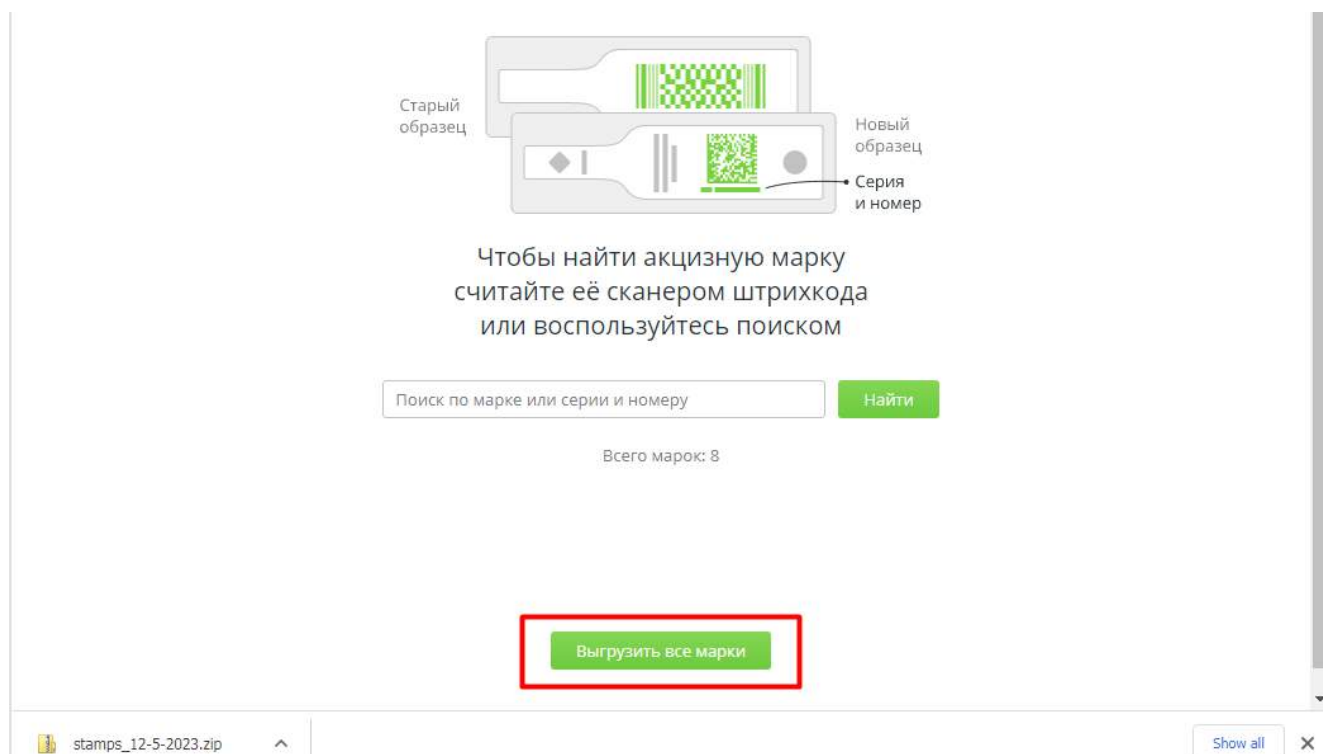 Старый
образец
Новый
образец
Серия
и номер
Чтобы найти акцизную марку
считайте её сканером штрихкода
или воспользуйтесь поиском
Поиск по марке или серии и номеру
Найти
Всего марок: 8
Выгрузить все марки
stamps_12-5-2023.zip
Show all